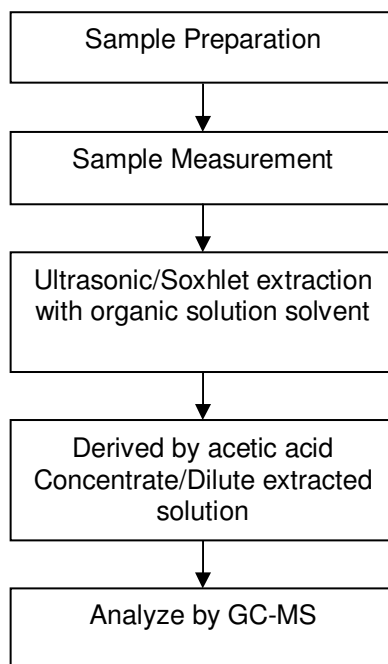 Sample Preparation
Sample Measurement
Ultrasonic/Soxhlet extraction
with organic solution solvent
Derived by acetic acid
Concentrate/Dilute extracted
solution
Analyze by GC-MS